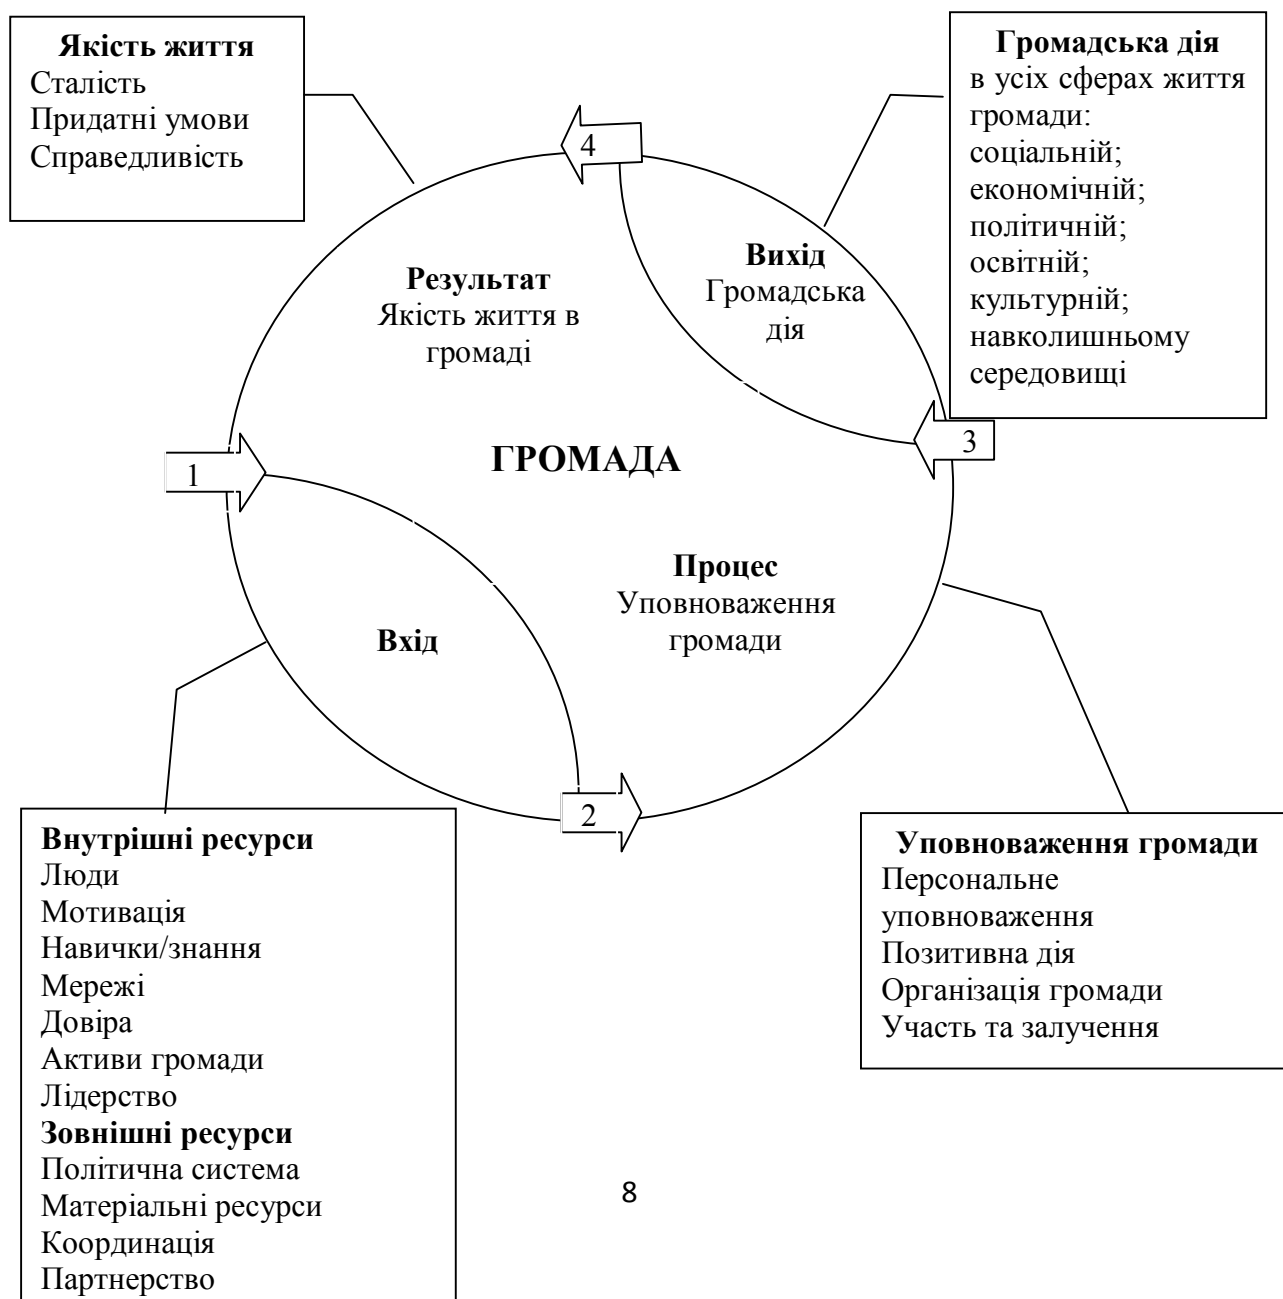 Якість життя
Сталість
Придатні умови
Справедливість
Громадська дія
в усіх сферах життя
громади:
соціальній;
економічній;
політичній;
освітній;
культурній;
навколишньому
середовищі
4
Вихід
Громадська
дія
Результат
Якість життя в
громаді
3
ГРОМАДА
1
Процес
Уповноваження
громади
Вхід
2
Внутрішні ресурси
Люди
Мотивація
Навички/знання
Мережі
Довіра
Активи громади
Лідерство
Зовнішні ресурси
Політична система
Матеріальні ресурси
Координація
Партнерство
Уповноваження громади
Персональне
уповноваження
Позитивна дія
Організація громади
Участь та залучення
8